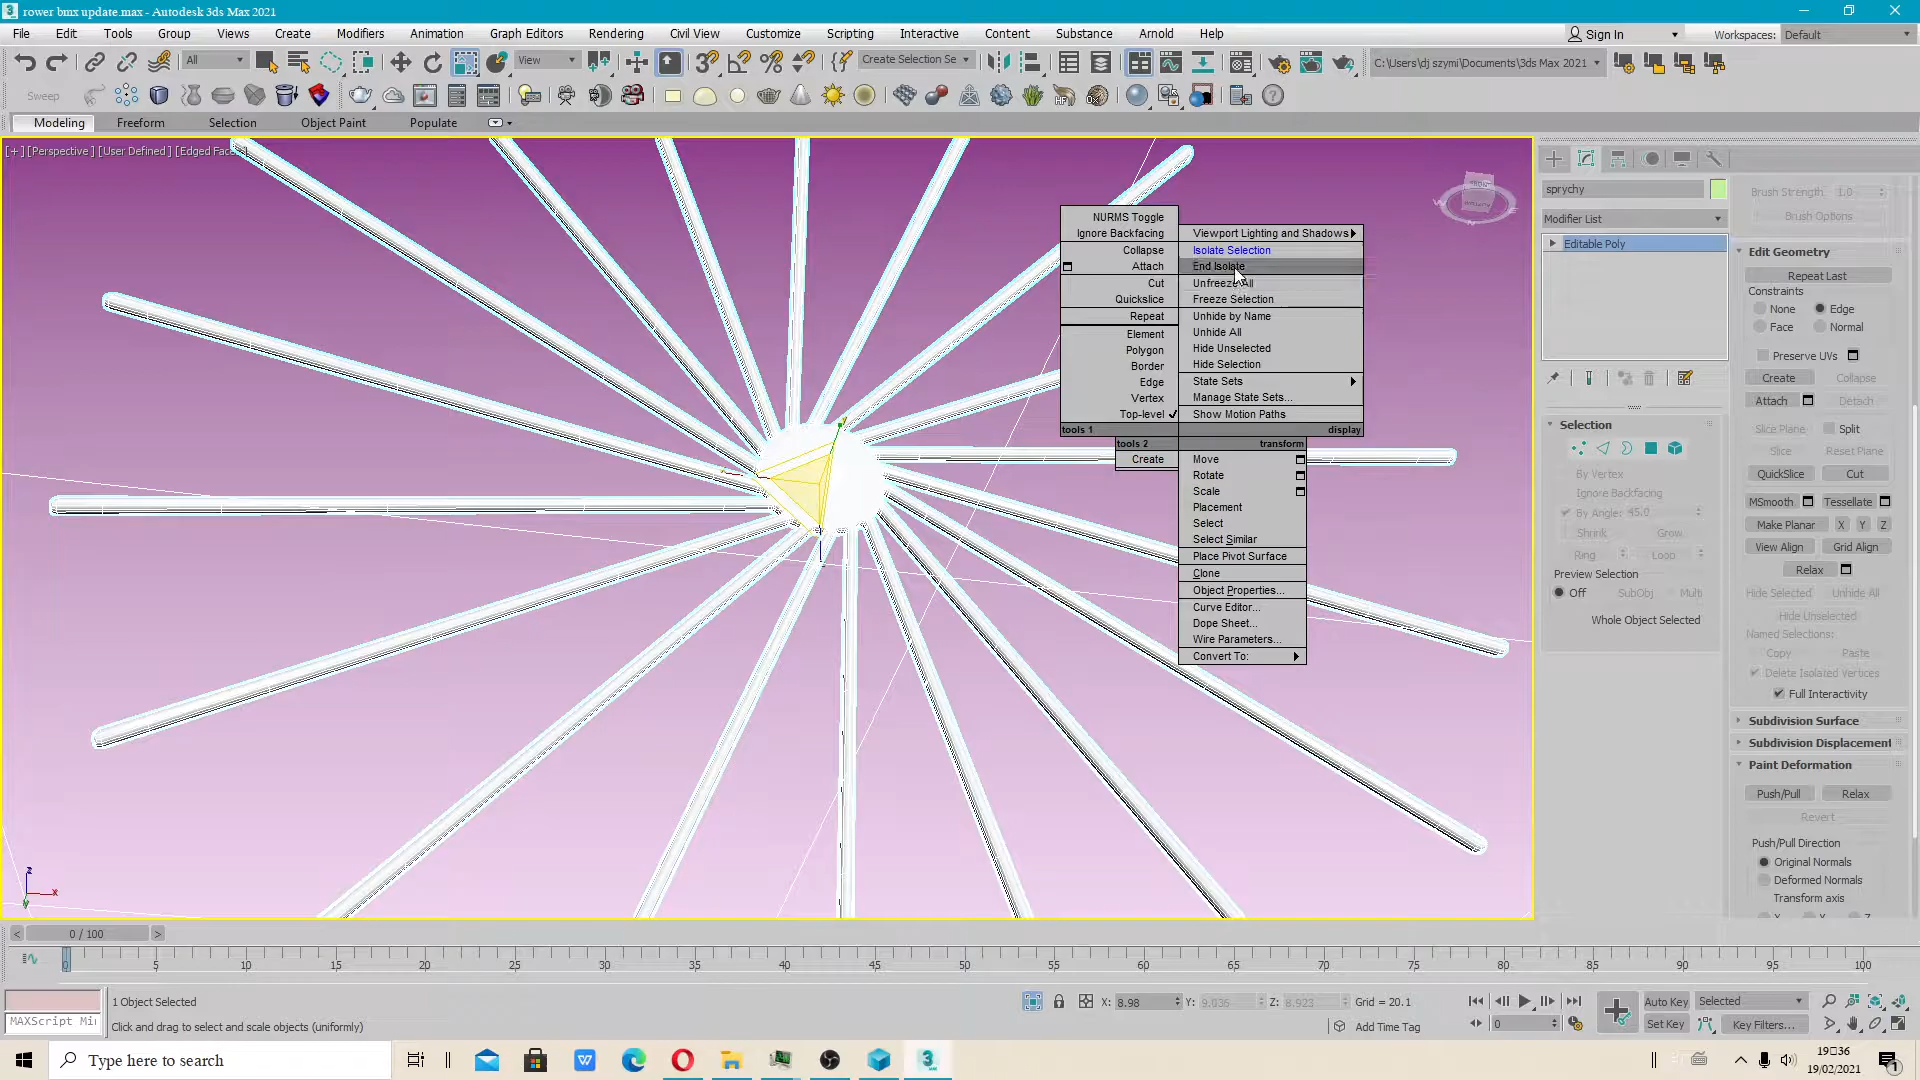 rower bmx update.max - Autodesk 3ds Max 2021
File Edit Tools Group Views Create Modifiers Animation Graph Editors Rendering Civil View Customize Scripting Interactive Content Substance Arnold Help Sign In Workspaces: Default
All View Create Selection Se C:\Users\dj szymi\Documents\3ds Max 2021
Sweep
Modeling Freeform Selection Object Paint Populate
[+] [Perspective ] [User Defined ] [Edged
NURMS Toggle
Ignore Backfacing
Collapse
Attach
Cut
Quickslice
Repeat
Element
Polygon
Border
Edge
Vertex
Top-level
tools 1
Viewport Lighting and Shadows
Isolate Selection
End Isolate
Unfreeze All
Freeze Selection
Unhide by Name
Unhide All
Hide Unselected
Hide Selection
State Sets
Manage State Sets...
Show Motion Paths
display
tools 2
Create
transform
Move
Rotate
Scale
Placement
Select
Select Similar
Place Pivot Surface
Clone
Object Properties...
Curve Editor...
Dope Sheet...
Wire Parameters...
Convert To:
z
x
y
sprychy
Modifier List
Editable Poly
Selection
By Vertex
Ignore Backfacing
By Angle: 45.0
Shrink Grow
Ring Loop
Preview Selection
Off SubObj Multi
Whole Object Selected
Brush Strength 1.0
Brush Options
Edit Geometry
Repeat Last
Constraints
None Edge
Face Normal
Preserve UVs
Create Collapse
Attach Detach
Slice Plane Split
Slice Reset Plane
QuickSlice Cut
MSmooth Tessellate
Make Planar X Y Z
View Align Grid Align
Relax
Hide Selected Unhide All
Hide Unselected
Named Selections:
Copy Paste
Delete Isolated Vertices
Full Interactivity
Subdivision Surface
Subdivision Displacement
Paint Deformation
Push/Pull Relax
Revert
Push/Pull Direction
Original Normals
Deformed Normals
Transform axis
X Y Z
< 0 / 100 >
0 5 10 15 20 25 30 35 40 45 50 55 60 65 70 75 80 85 90 95 100
1 Object Selected X: 8.98 Y: 9.036 Z: 8.923 Grid = 20.1 Auto Key Selected
MAXScript Mi Click and drag to select and scale objects (uniformly) Add Time Tag 0 Set Key Key Filters...
Type here to search
19:36
19/02/2021